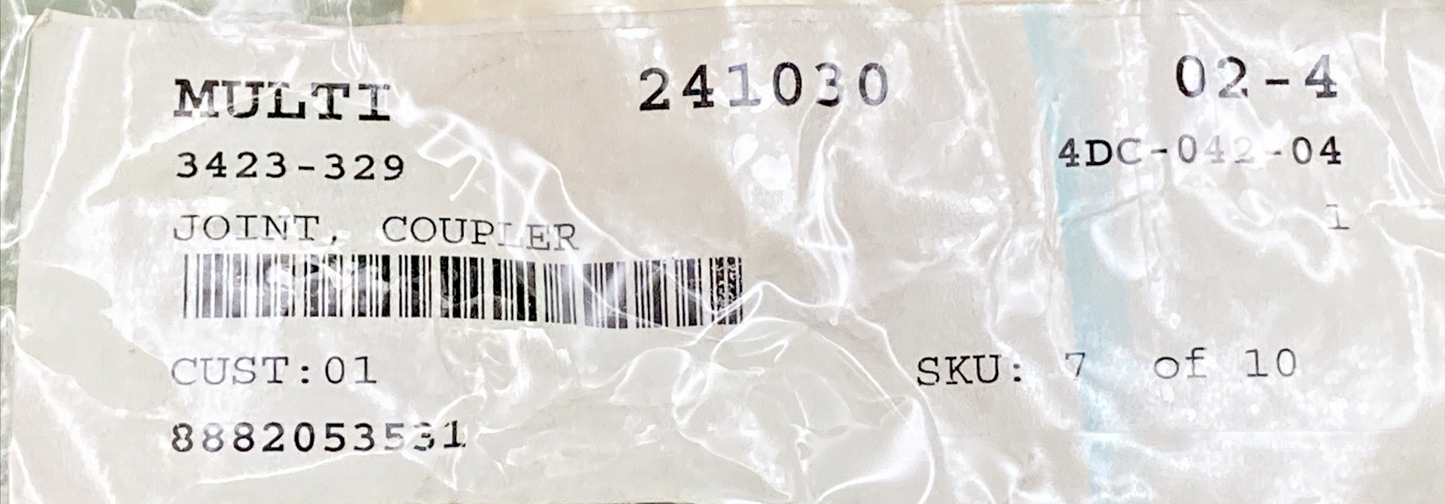 MULTI 241030 02-4
3423-329 4DC-042-04
1
JOINT, COUPLER
CUST:01 SKU: 7 of 10
8882053531